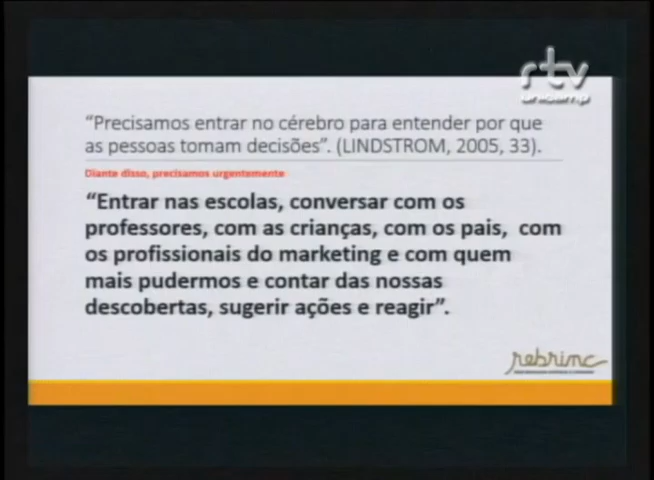 rtv
unicamp
“Precisamos entrar no cérebro para entender por que
as pessoas tomam decisões”. (LINDSTROM, 2005, 33).
Diante disso, precisamos urgentemente
“Entrar nas escolas, conversar com os
professores, com as crianças, com os pais, com
os profissionais do marketing e com quem
mais pudermos e contar das nossas
descobertas, sugerir ações e reagir”.
rebrinc